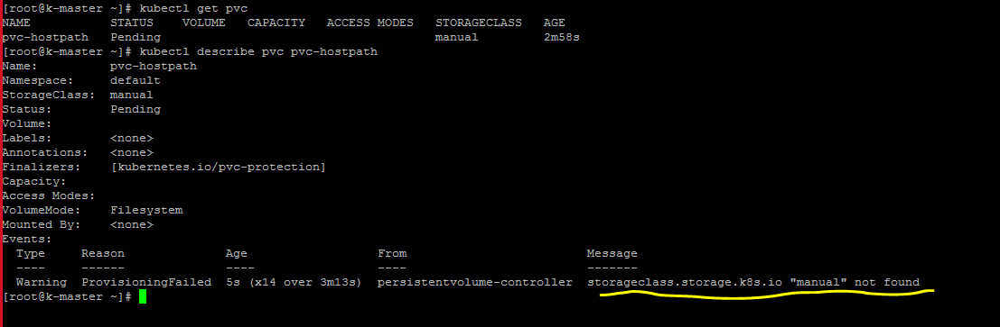 [root@k-master ~]# kubectl get pvc
NAME STATUS VOLUME CAPACITY ACCESS MODES STORAGECLASS AGE
pvc-hostpath Pending manual 2m58s
[root@k-master ~]# kubectl describe pvc pvc-hostpath
Name: pvc-hostpath
Namespace: default
StorageClass: manual
Status: Pending
Volume:
Labels: <none>
Annotations: <none>
Finalizers: [kubernetes.io/pvc-protection]
Capacity:
Access Modes:
VolumeMode: Filesystem
Mounted By: <none>
Events:
Type Reason Age From Message
---- ------ ---- ---- -------
Warning ProvisioningFailed 5s (x14 over 3m13s) persistentvolume-controller storageclass.storage.k8s.io "manual" not found
[root@k-master ~]#